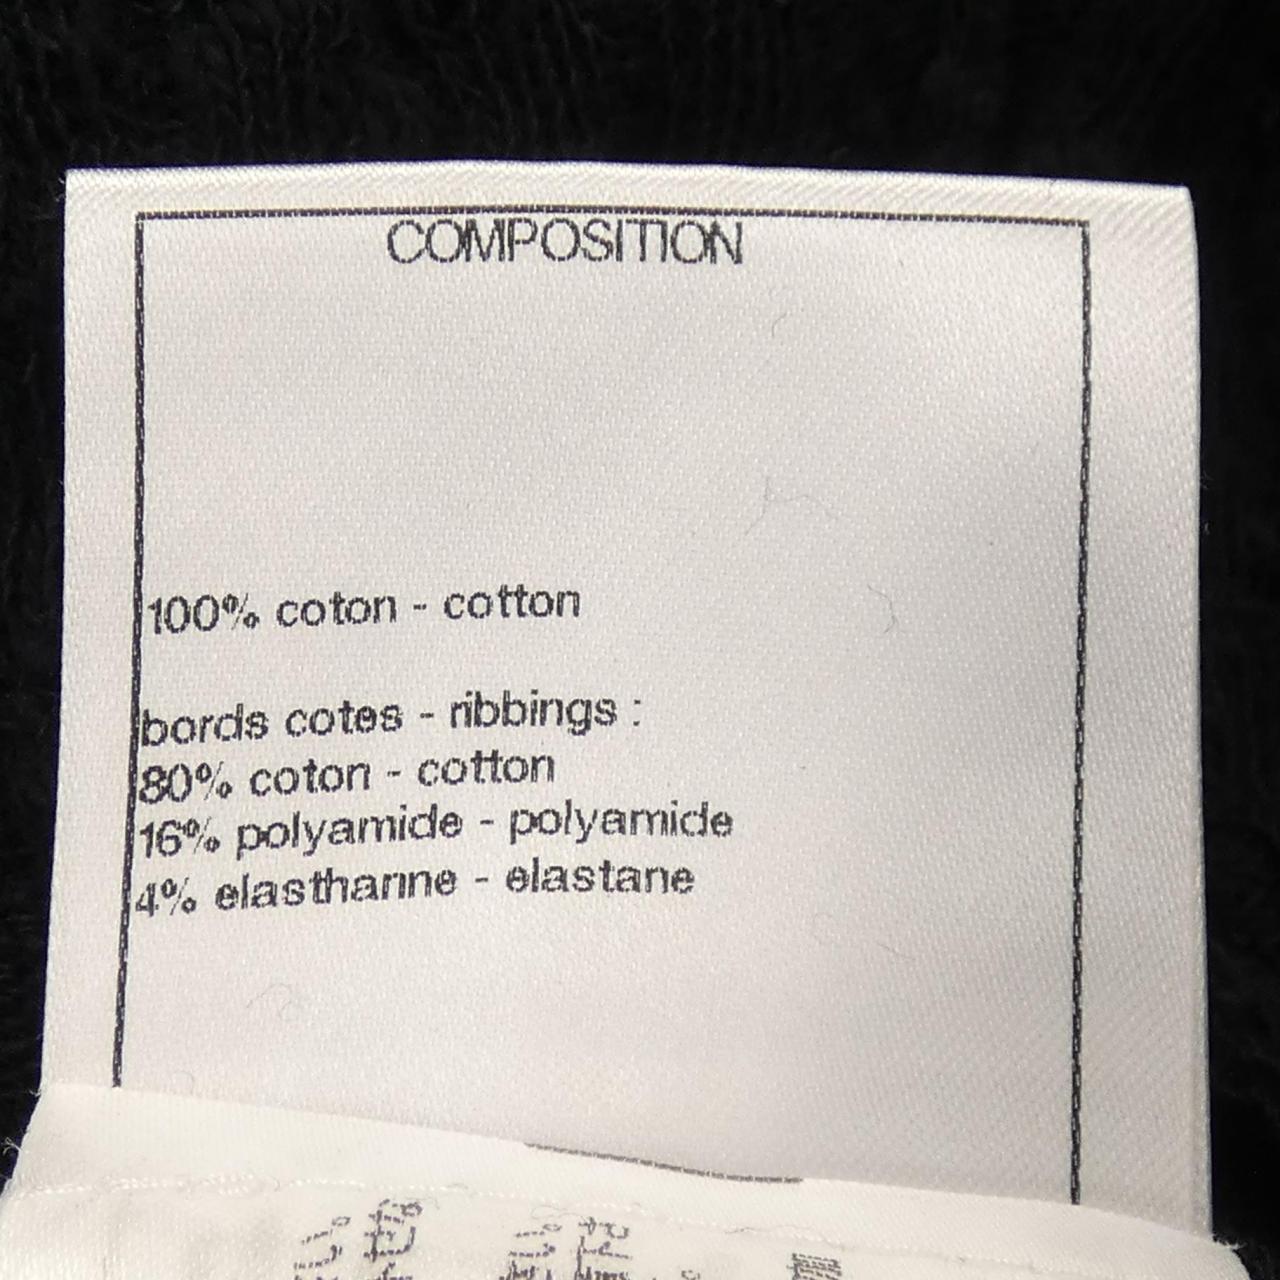 COMPOSITION
100% coton - cotton
bords cotes - ribbings :
80% coton - cotton
16% polyamide - polyamide
4% elasthanne - elastane